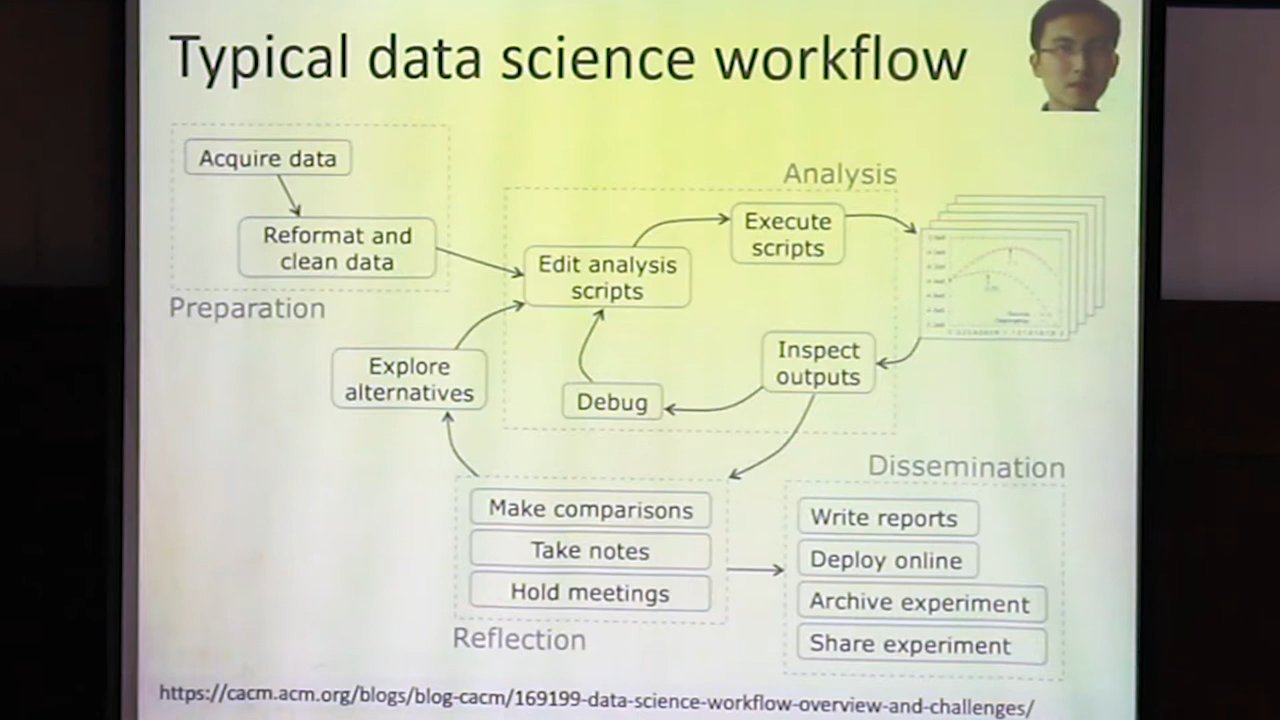 Typical data science workflow
Acquire data
Reformat and
clean data
Preparation
Analysis
Edit analysis
scripts
Execute
scripts
Inspect
outputs
Debug
Explore
alternatives
Make comparisons
Take notes
Hold meetings
Reflection
Dissemination
Write reports
Deploy online
Archive experiment
Share experiment
https://cacm.acm.org/blogs/blog-cacm/169199-data-science-workflow-overview-and-challenges/